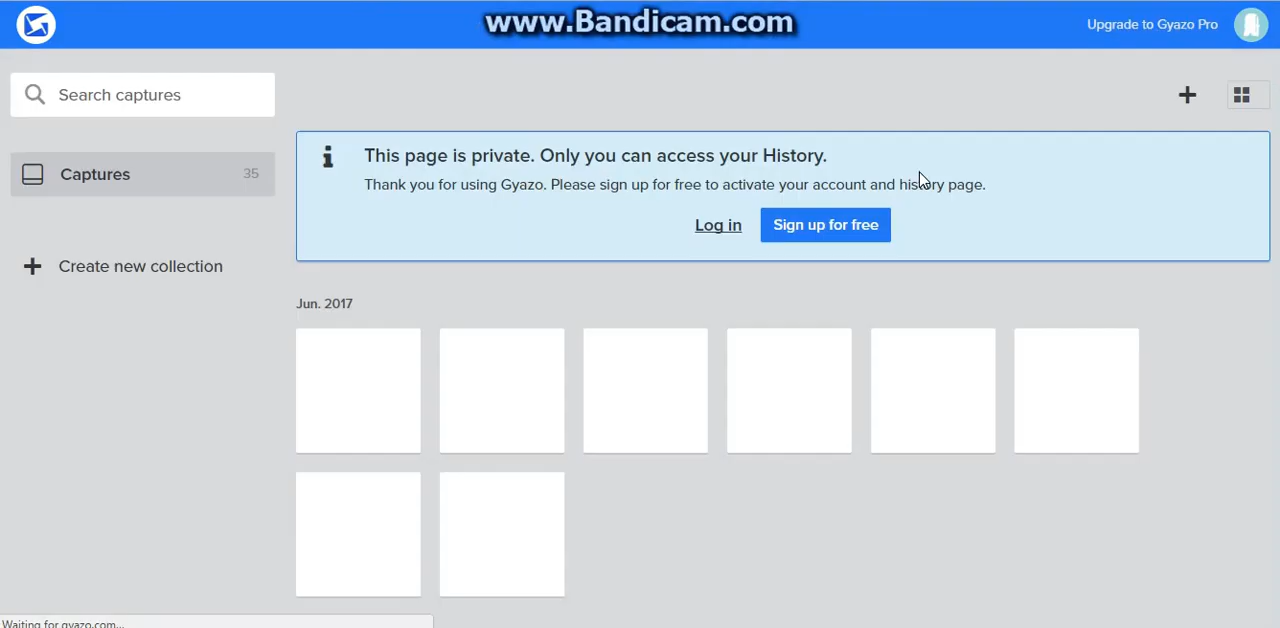 www.Bandicam.com
Upgrade to Gyazo Pro
Search captures
This page is private. Only you can access your History.
Captures 35
Thank you for using Gyazo. Please sign up for free to activate your account and history page.
Log in Sign up for free
Create new collection
Jun. 2017
Waiting for gyazo.com...